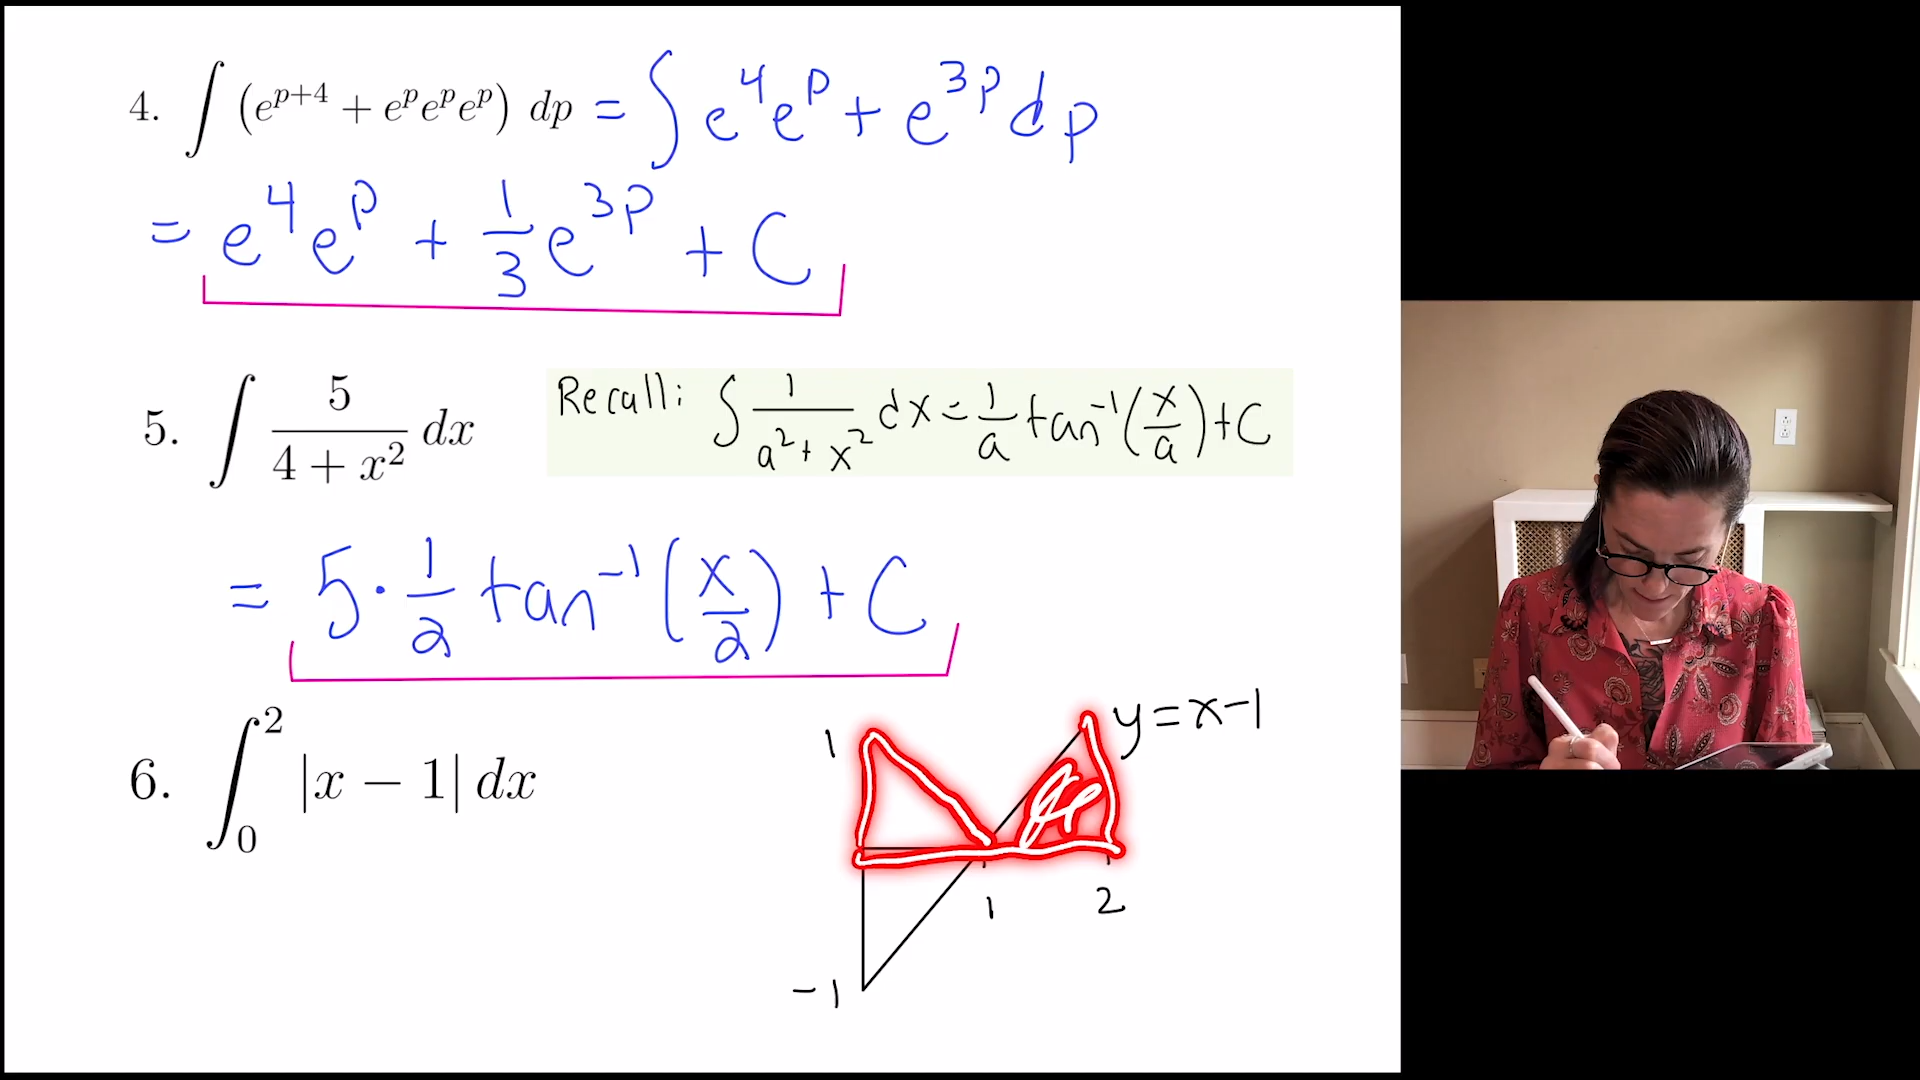 4. ∫ (e^{p+4} + e^p e^p e^p) dp = ∫ e^4 e^p + e^{3p} dp
= e^4 e^p + 1/3 e^{3p} + C
5. ∫ 5/(4 + x^2) dx
Recall: ∫ 1/(a^2 + x^2) dx = 1/a tan^{-1}(x/a) + C
= 5 · 1/2 tan^{-1}(x/2) + C
6. ∫_0^2 |x − 1| dx
1
y = x - 1
1
2
-1